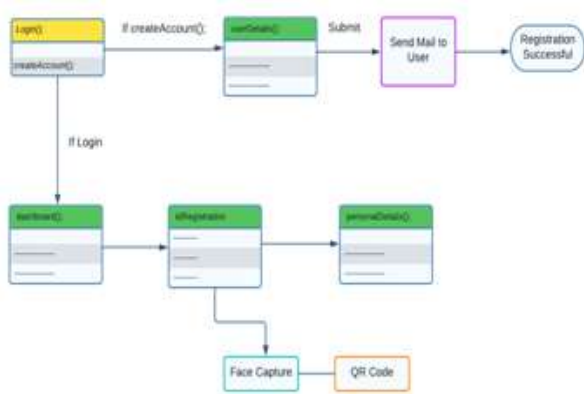 Login()
If createAccount();
userDetails()
Submit
Send Mail to
User
Registration
Successful
createAccount()
If Login
dashboard()
idRegistration
personalDetails()
Face Capture
QR Code